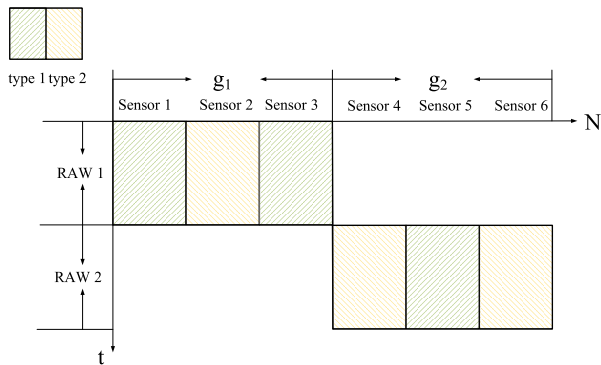 type 1 type 2
g1 g2
Sensor 1 Sensor 2 Sensor 3 Sensor 4 Sensor 5 Sensor 6
N
RAW 1
RAW 2
t